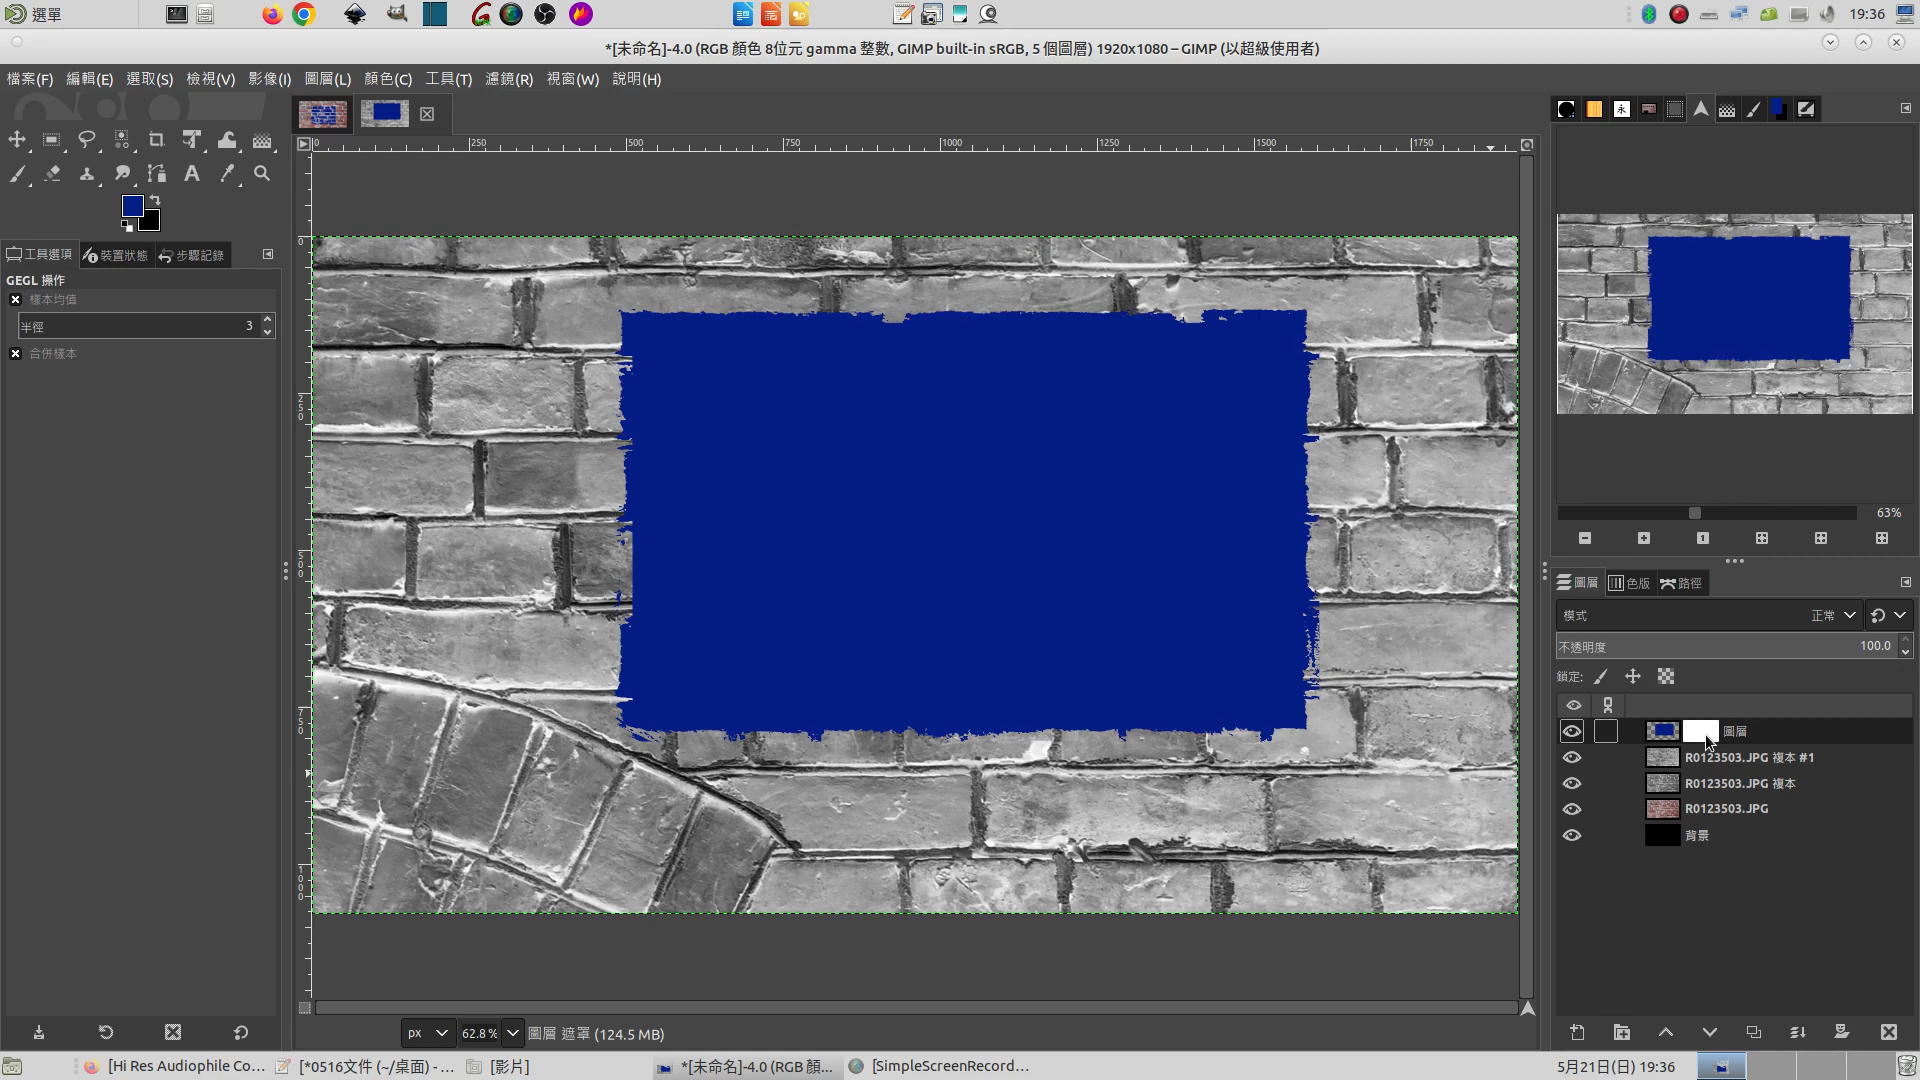 選單
19:36
*[未命名]-4.0 (RGB 顏色 8位元 gamma 整數, GIMP built-in sRGB, 5 個圖層) 1920x1080 – GIMP (以超級使用者)
檔案(F) 編輯(E) 選取(S) 檢視(V) 影像(I) 圖層(L) 顏色(C) 工具(T) 濾鏡(R) 視窗(W) 說明(H)
永
0 250 500 750 1000 1250 1500 1750
0
250
500
750
1000
工具選項 裝置狀態 步驟記錄
GEGL 操作
樣本均值
半徑 3
合併樣本
63%
1
圖層 色版 路徑
模式 正常
不透明度 100.0
鎖定:
圖層
R0123503.JPG 複本 #1
R0123503.JPG 複本
R0123503.JPG
背景
px 62.8 % 圖層 遮罩 (124.5 MB)
[Hi Res Audiophile Co... [*0516文件 (~/桌面) - ... [影片] *[未命名]-4.0 (RGB 顏... [SimpleScreenRecord... 5月21日(日) 19:36